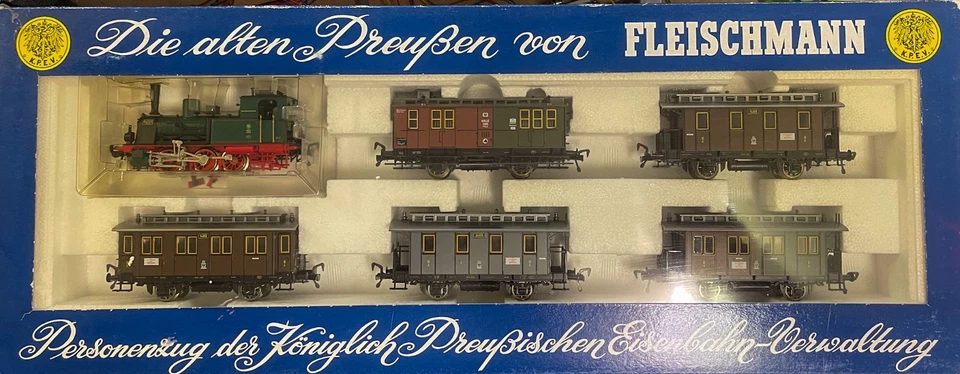 Die alten Preußen von FLEISCHMANN
K.P.E.V.
K.P.E.V.
Personenzug der Königlich Preußischen Eisenbahn-Verwaltung